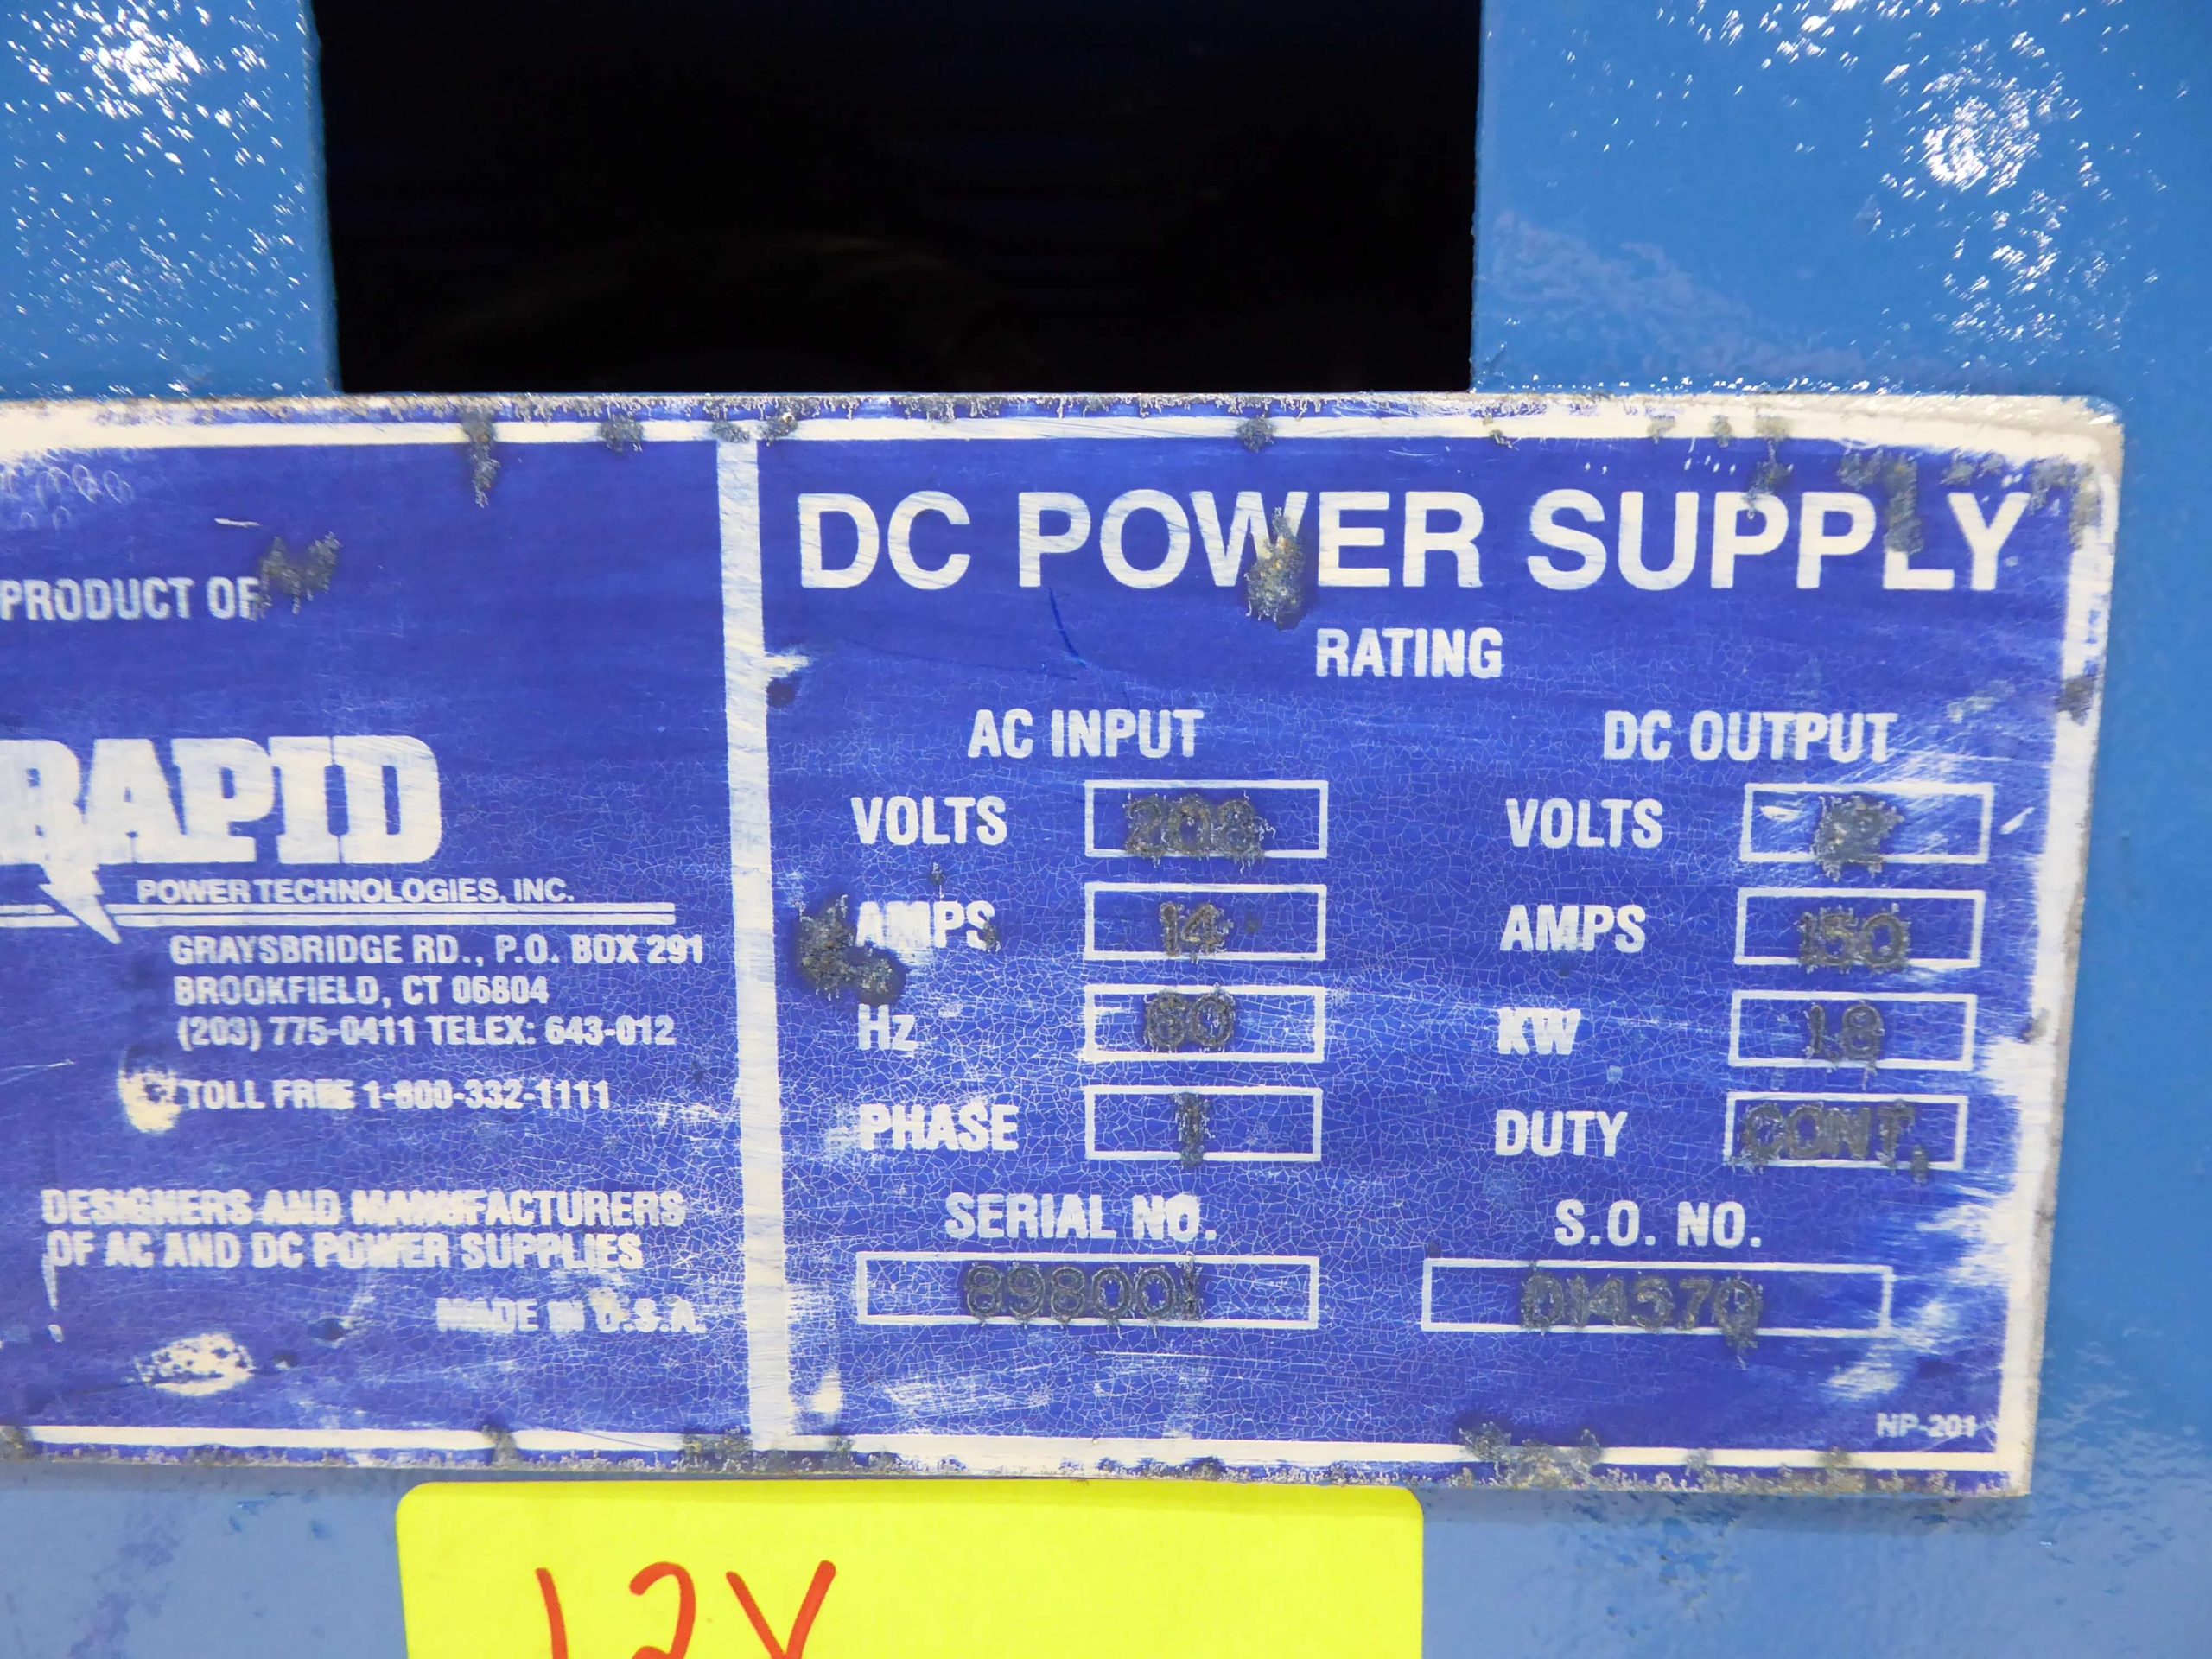 PRODUCT OF
RAPID
POWER TECHNOLOGIES, INC.
GRAYSBRIDGE RD., P.O. BOX 291
BROOKFIELD, CT 06804
(203) 775-0411 TELEX: 643-012
TOLL FREE 1-800-332-1111
DESIGNERS AND MANUFACTURERS
OF AC AND DC POWER SUPPLIES
MADE IN U.S.A.
DC POWER SUPPLY
RATING
AC INPUT
VOLTS 208
AMPS 14
Hz 60
PHASE 1
SERIAL NO.
898001
DC OUTPUT
VOLTS 12
AMPS 150
KW 1.8
DUTY CONT.
S.O. NO.
NP-201
12V